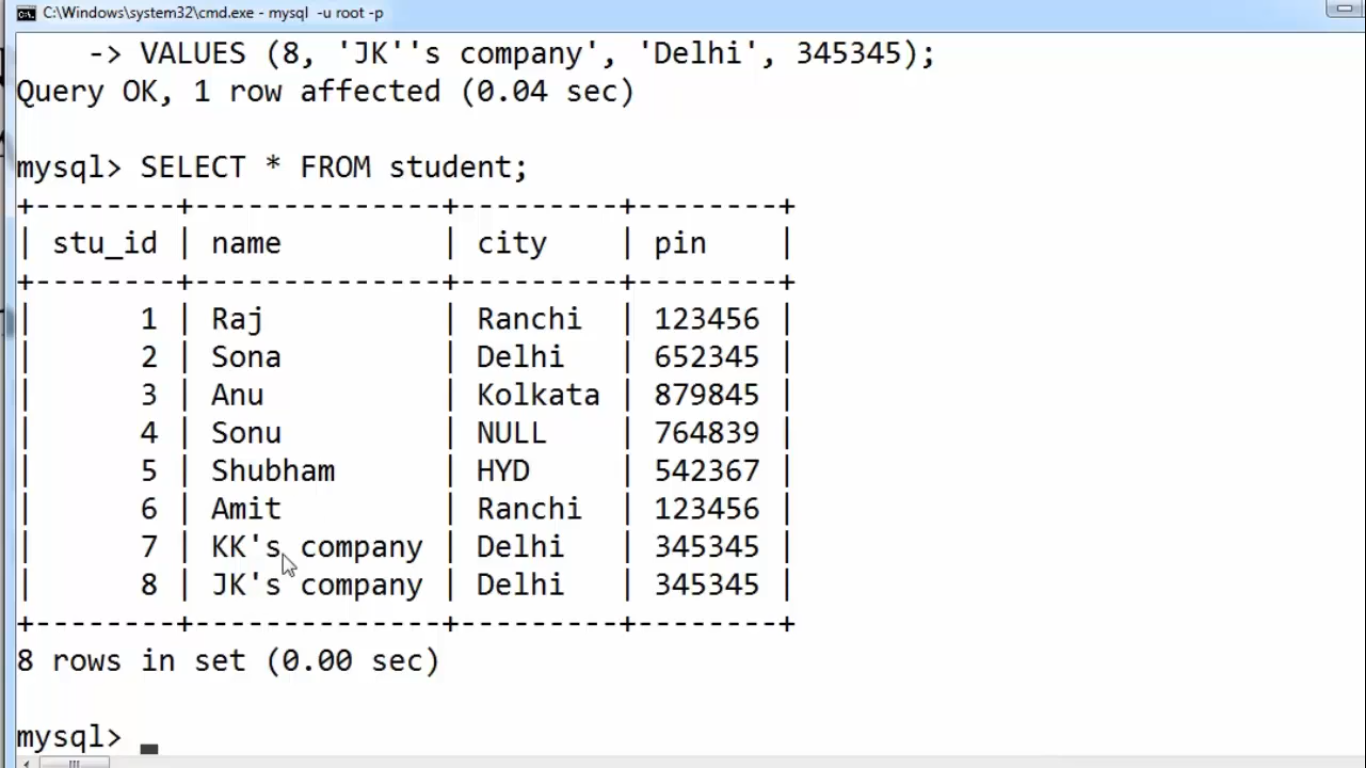 C:\Windows\system32\cmd.exe - mysql  -u root -p
    -> VALUES (8, 'JK''s company', 'Delhi', 345345);
Query OK, 1 row affected (0.04 sec)

mysql> SELECT * FROM student;
+--------+--------------+---------+--------+
| stu_id | name         | city    | pin    |
+--------+--------------+---------+--------+
|      1 | Raj          | Ranchi  | 123456 |
|      2 | Sona         | Delhi   | 652345 |
|      3 | Anu          | Kolkata | 879845 |
|      4 | Sonu         | NULL    | 764839 |
|      5 | Shubham      | HYD     | 542367 |
|      6 | Amit         | Ranchi  | 123456 |
|      7 | KK's company | Delhi   | 345345 |
|      8 | JK's company | Delhi   | 345345 |
+--------+--------------+---------+--------+
8 rows in set (0.00 sec)

mysql>